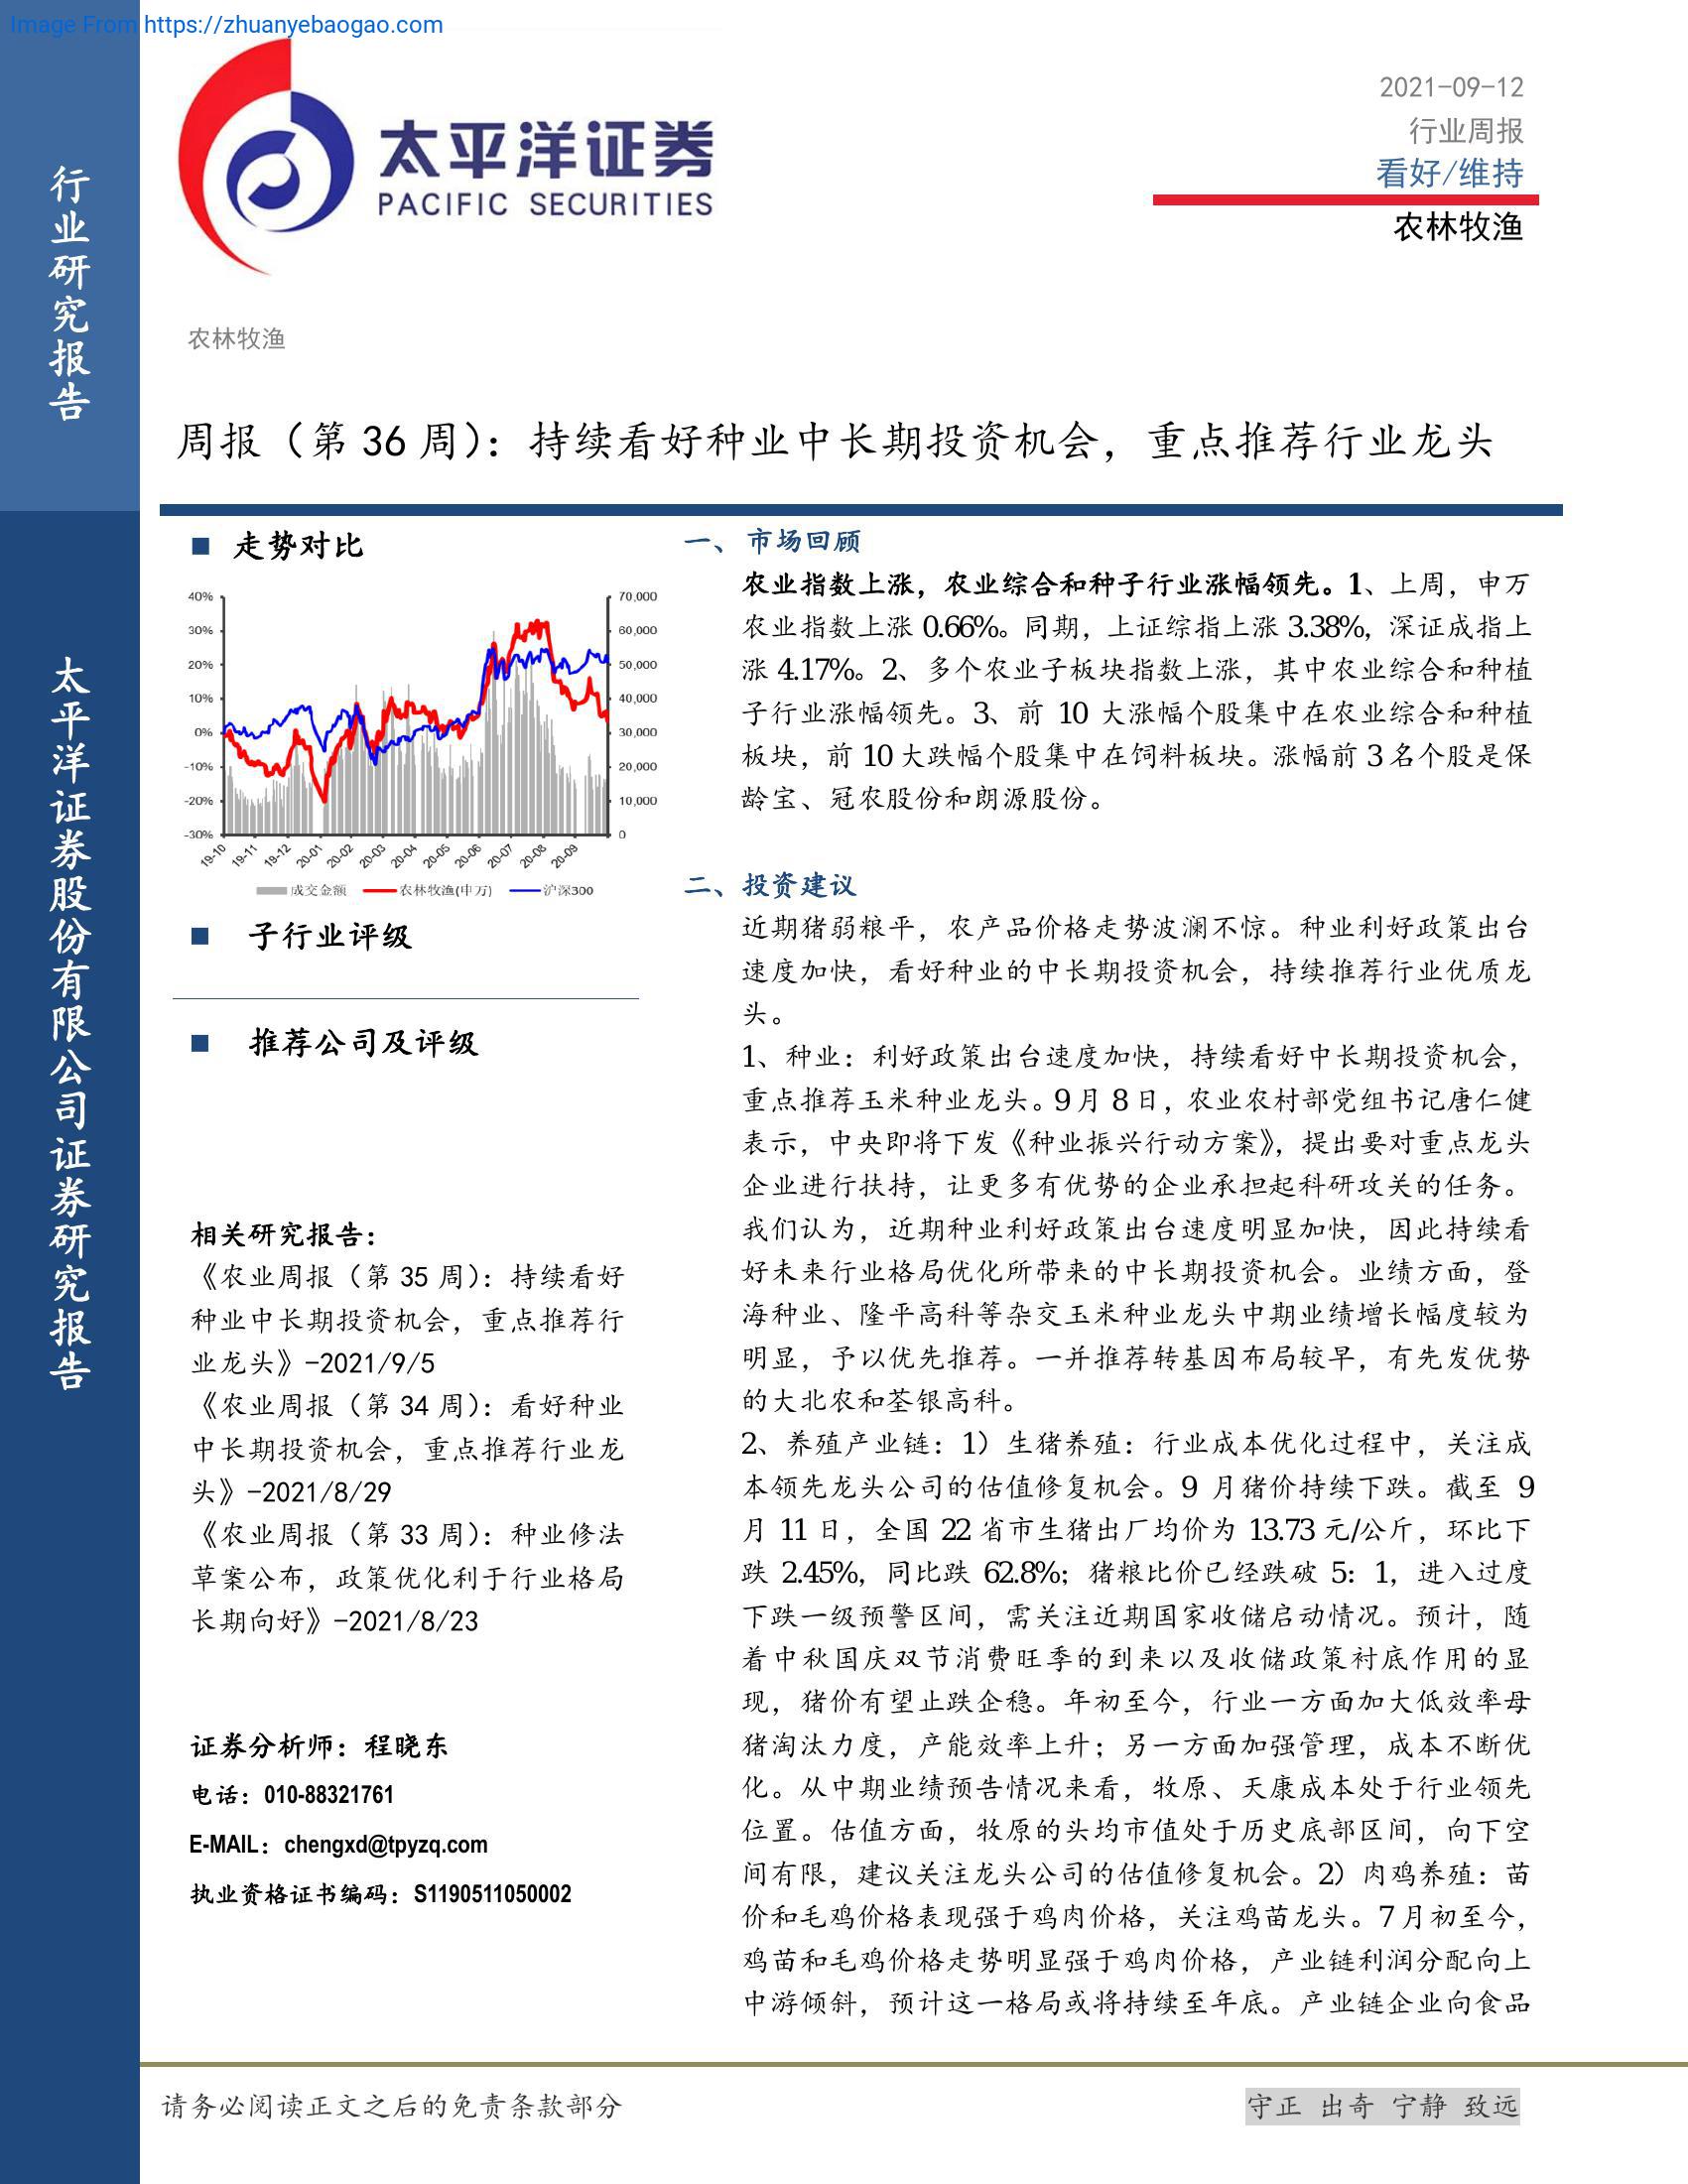 Image From https://zhuanyebaogao.com
行业研究报告
太平洋证券股份有限公司证券研究报告
太平洋证券
PACIFIC SECURITIES
2021-09-12
行业周报
看好/维持
农林牧渔
农林牧渔
周报（第 36 周）：持续看好种业中长期投资机会，重点推荐行业龙头
走势对比
40%
30%
20%
10%
0%
-10%
-20%
-30%
70,000
60,000
50,000
40,000
30,000
20,000
10,000
0
19-10 19-11 19-12 20-01 20-02 20-03 20-04 20-05 20-06 20-07 20-08 20-09
成交金额 农林牧渔(申万) 沪深300
子行业评级
推荐公司及评级
相关研究报告：
《农业周报（第 35 周）：持续看好
种业中长期投资机会，重点推荐行
业龙头》-2021/9/5
《农业周报（第 34 周）：看好种业
中长期投资机会，重点推荐行业龙
头》-2021/8/29
《农业周报（第 33 周）：种业修法
草案公布，政策优化利于行业格局
长期向好》-2021/8/23
证券分析师：程晓东
电话：010-88321761
E-MAIL：chengxd@tpyzq.com
执业资格证书编码：S1190511050002
一、 市场回顾
农业指数上涨，农业综合和种子行业涨幅领先。1、上周，申万
农业指数上涨 0.66%。同期，上证综指上涨 3.38%，深证成指上
涨 4.17%。2、多个农业子板块指数上涨，其中农业综合和种植
子行业涨幅领先。3、前 10 大涨幅个股集中在农业综合和种植
板块，前 10 大跌幅个股集中在饲料板块。涨幅前 3 名个股是保
龄宝、冠农股份和朗源股份。
二、投资建议
近期猪弱粮平，农产品价格走势波澜不惊。种业利好政策出台
速度加快，看好种业的中长期投资机会，持续推荐行业优质龙
头。
1、种业：利好政策出台速度加快，持续看好中长期投资机会，
重点推荐玉米种业龙头。9 月 8 日，农业农村部党组书记唐仁健
表示，中央即将下发《种业振兴行动方案》，提出要对重点龙头
企业进行扶持，让更多有优势的企业承担起科研攻关的任务。
我们认为，近期种业利好政策出台速度明显加快，因此持续看
好未来行业格局优化所带来的中长期投资机会。业绩方面，登
海种业、隆平高科等杂交玉米种业龙头中期业绩增长幅度较为
明显，予以优先推荐。一并推荐转基因布局较早，有先发优势
的大北农和荃银高科。
2、养殖产业链：1）生猪养殖：行业成本优化过程中，关注成
本领先龙头公司的估值修复机会。9 月猪价持续下跌。截至 9
月 11 日，全国 22 省市生猪出厂均价为 13.73 元/公斤，环比下
跌 2.45%，同比跌 62.8%；猪粮比价已经跌破 5：1，进入过度
下跌一级预警区间，需关注近期国家收储启动情况。预计，随
着中秋国庆双节消费旺季的到来以及收储政策衬底作用的显
现，猪价有望止跌企稳。年初至今，行业一方面加大低效率母
猪淘汰力度，产能效率上升；另一方面加强管理，成本不断优
化。从中期业绩预告情况来看，牧原、天康成本处于行业领先
位置。估值方面，牧原的头均市值处于历史底部区间，向下空
间有限，建议关注龙头公司的估值修复机会。2）肉鸡养殖：苗
价和毛鸡价格表现强于鸡肉价格，关注鸡苗龙头。7 月初至今，
鸡苗和毛鸡价格走势明显强于鸡肉价格，产业链利润分配向上
中游倾斜，预计这一格局或将持续至年底。产业链企业向食品
请务必阅读正文之后的免责条款部分
守正 出奇 宁静 致远